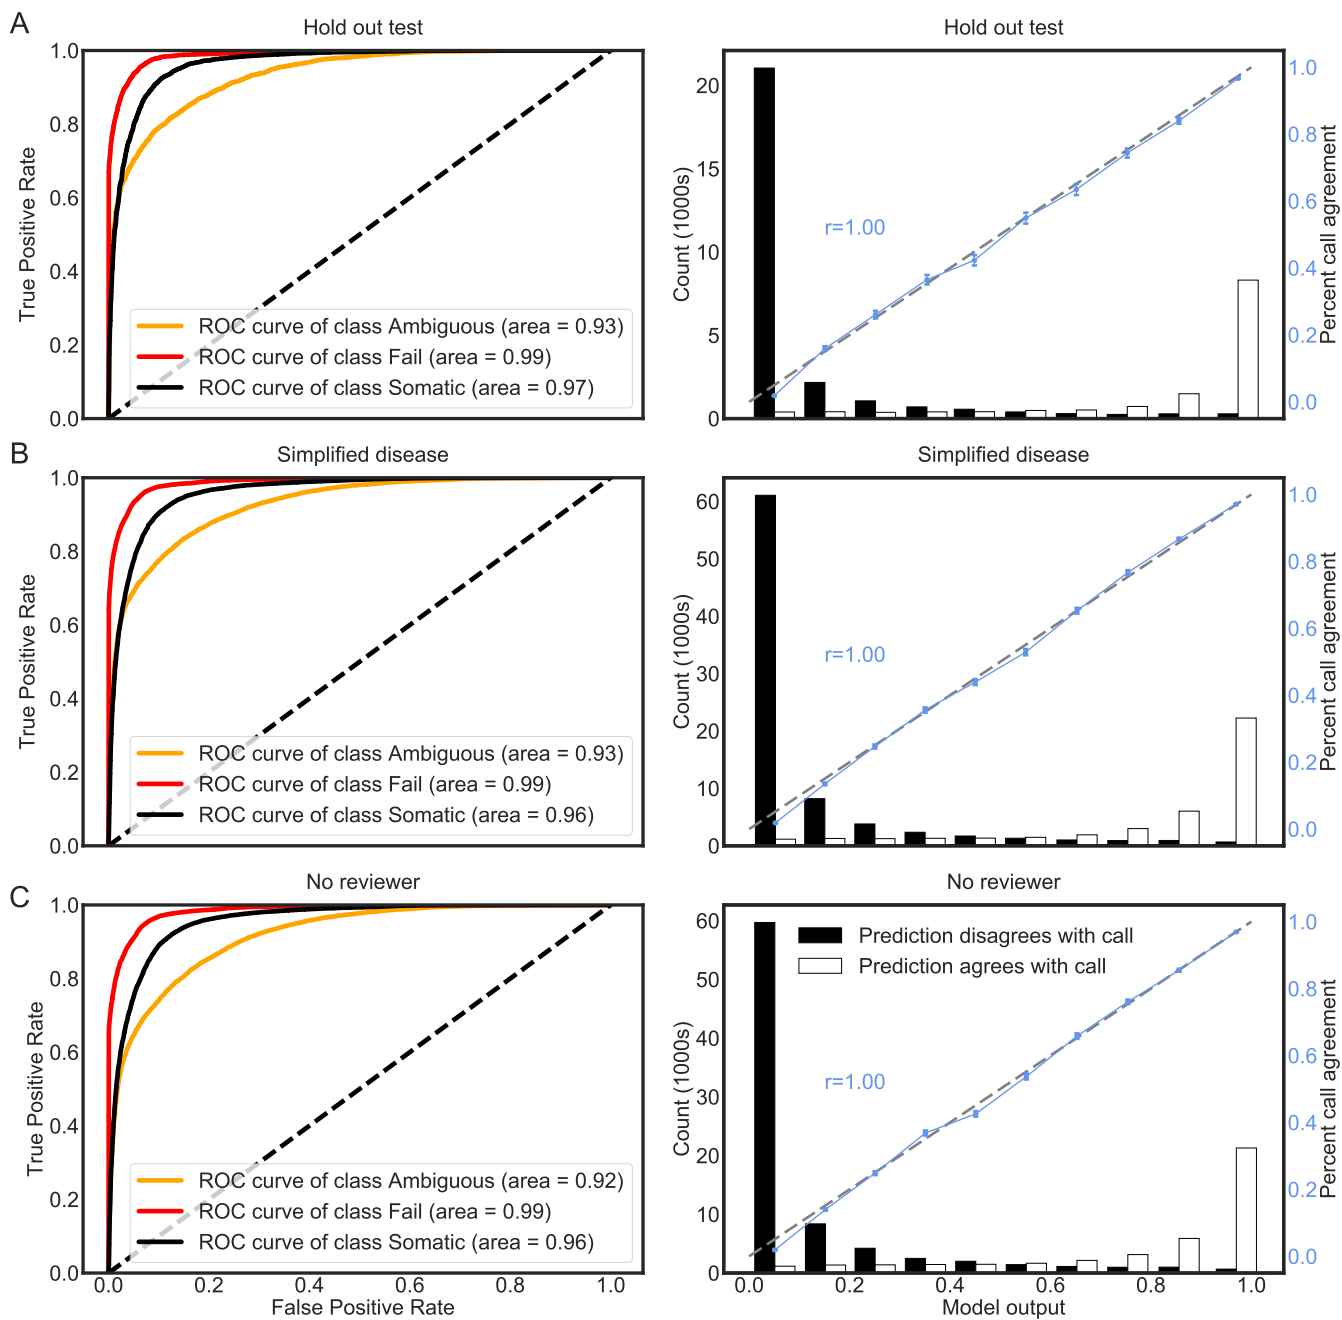 A
Hold out test
Hold out test
True Positive Rate
1.0
0.8
0.6
0.4
0.2
0.0
ROC curve of class Ambiguous (area = 0.93)
ROC curve of class Fail (area = 0.99)
ROC curve of class Somatic (area = 0.97)
Count (1000s)
20
15
10
5
0
r=1.00
1.0
0.8
0.6
0.4
0.2
0.0
Percent call agreement
B
Simplified disease
Simplified disease
True Positive Rate
1.0
0.8
0.6
0.4
0.2
0.0
ROC curve of class Ambiguous (area = 0.93)
ROC curve of class Fail (area = 0.99)
ROC curve of class Somatic (area = 0.96)
Count (1000s)
60
50
40
30
20
10
0
r=1.00
1.0
0.8
0.6
0.4
0.2
0.0
Percent call agreement
C
No reviewer
No reviewer
True Positive Rate
1.0
0.8
0.6
0.4
0.2
0.0
ROC curve of class Ambiguous (area = 0.92)
ROC curve of class Fail (area = 0.99)
ROC curve of class Somatic (area = 0.96)
0.0 0.2 0.4 0.6 0.8 1.0
False Positive Rate
Count (1000s)
60
50
40
30
20
10
0
Prediction disagrees with call
Prediction agrees with call
r=1.00
1.0
0.8
0.6
0.4
0.2
0.0
Percent call agreement
0.0 0.2 0.4 0.6 0.8 1.0
Model output